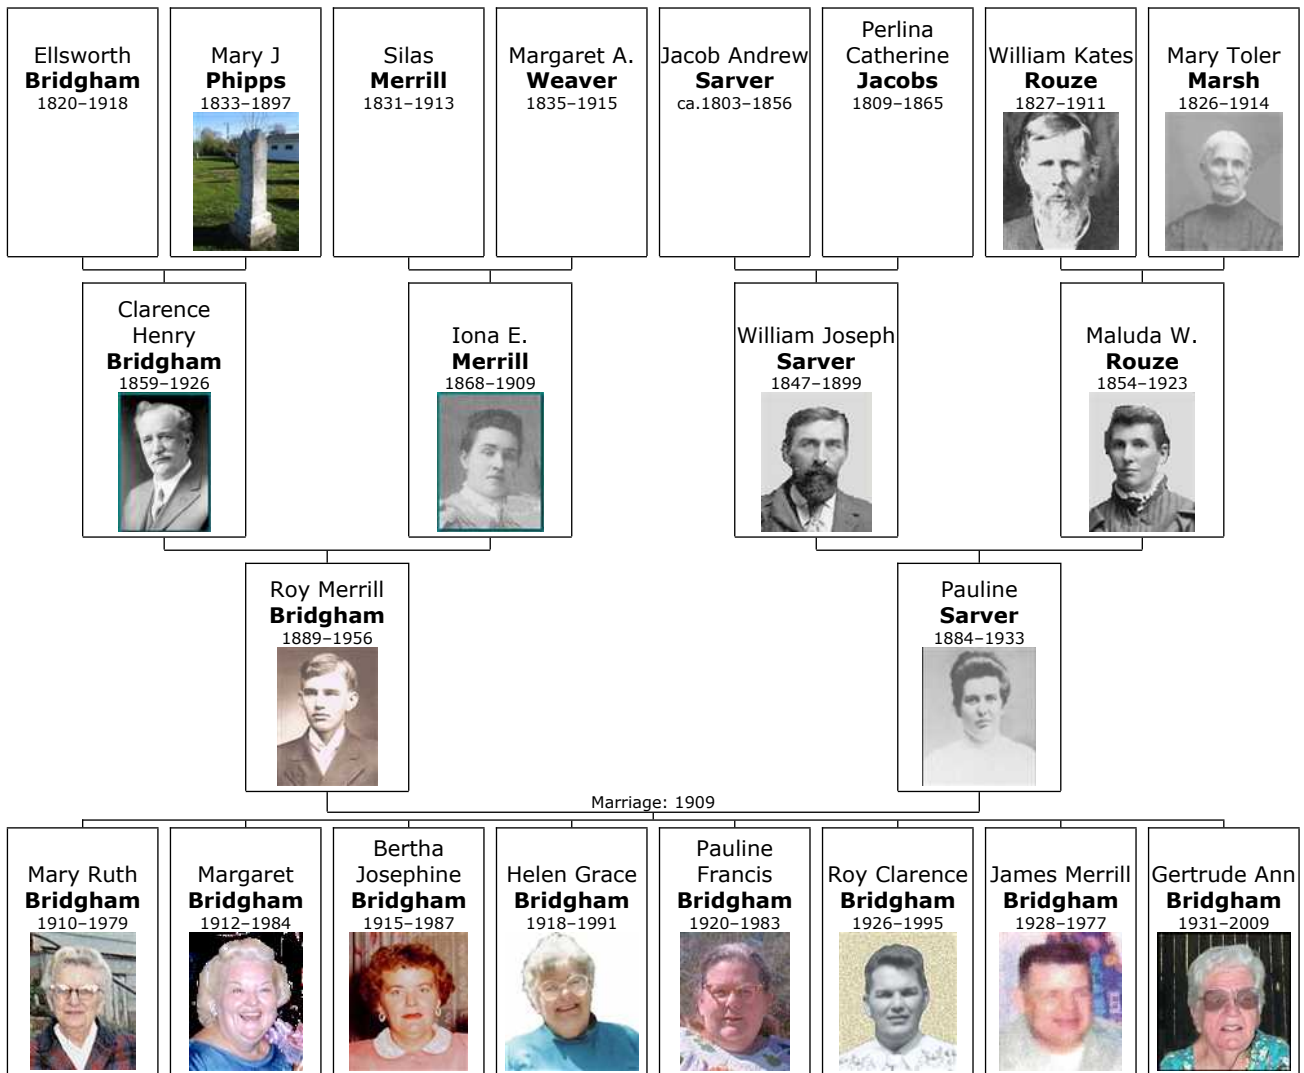 Ellsworth
Bridgham
1820–1918
Mary J
Phipps
1833–1897
Silas
Merrill
1831–1913
Margaret A.
Weaver
1835–1915
Jacob Andrew
Sarver
ca.1803–1856
Perlina
Catherine
Jacobs
1809–1865
William Kates
Rouze
1827–1911
Mary Toler
Marsh
1826–1914
Clarence
Henry
Bridgham
1859–1926
Iona E.
Merrill
1868–1909
William Joseph
Sarver
1847–1899
Maluda W.
Rouze
1854–1923
Roy Merrill
Bridgham
1889–1956
Pauline
Sarver
1884–1933
Marriage: 1909
Mary Ruth
Bridgham
1910–1979
Margaret
Bridgham
1912–1984
Bertha
Josephine
Bridgham
1915–1987
Helen Grace
Bridgham
1918–1991
Pauline
Francis
Bridgham
1920–1983
Roy Clarence
Bridgham
1926–1995
James Merrill
Bridgham
1928–1977
Gertrude Ann
Bridgham
1931–2009